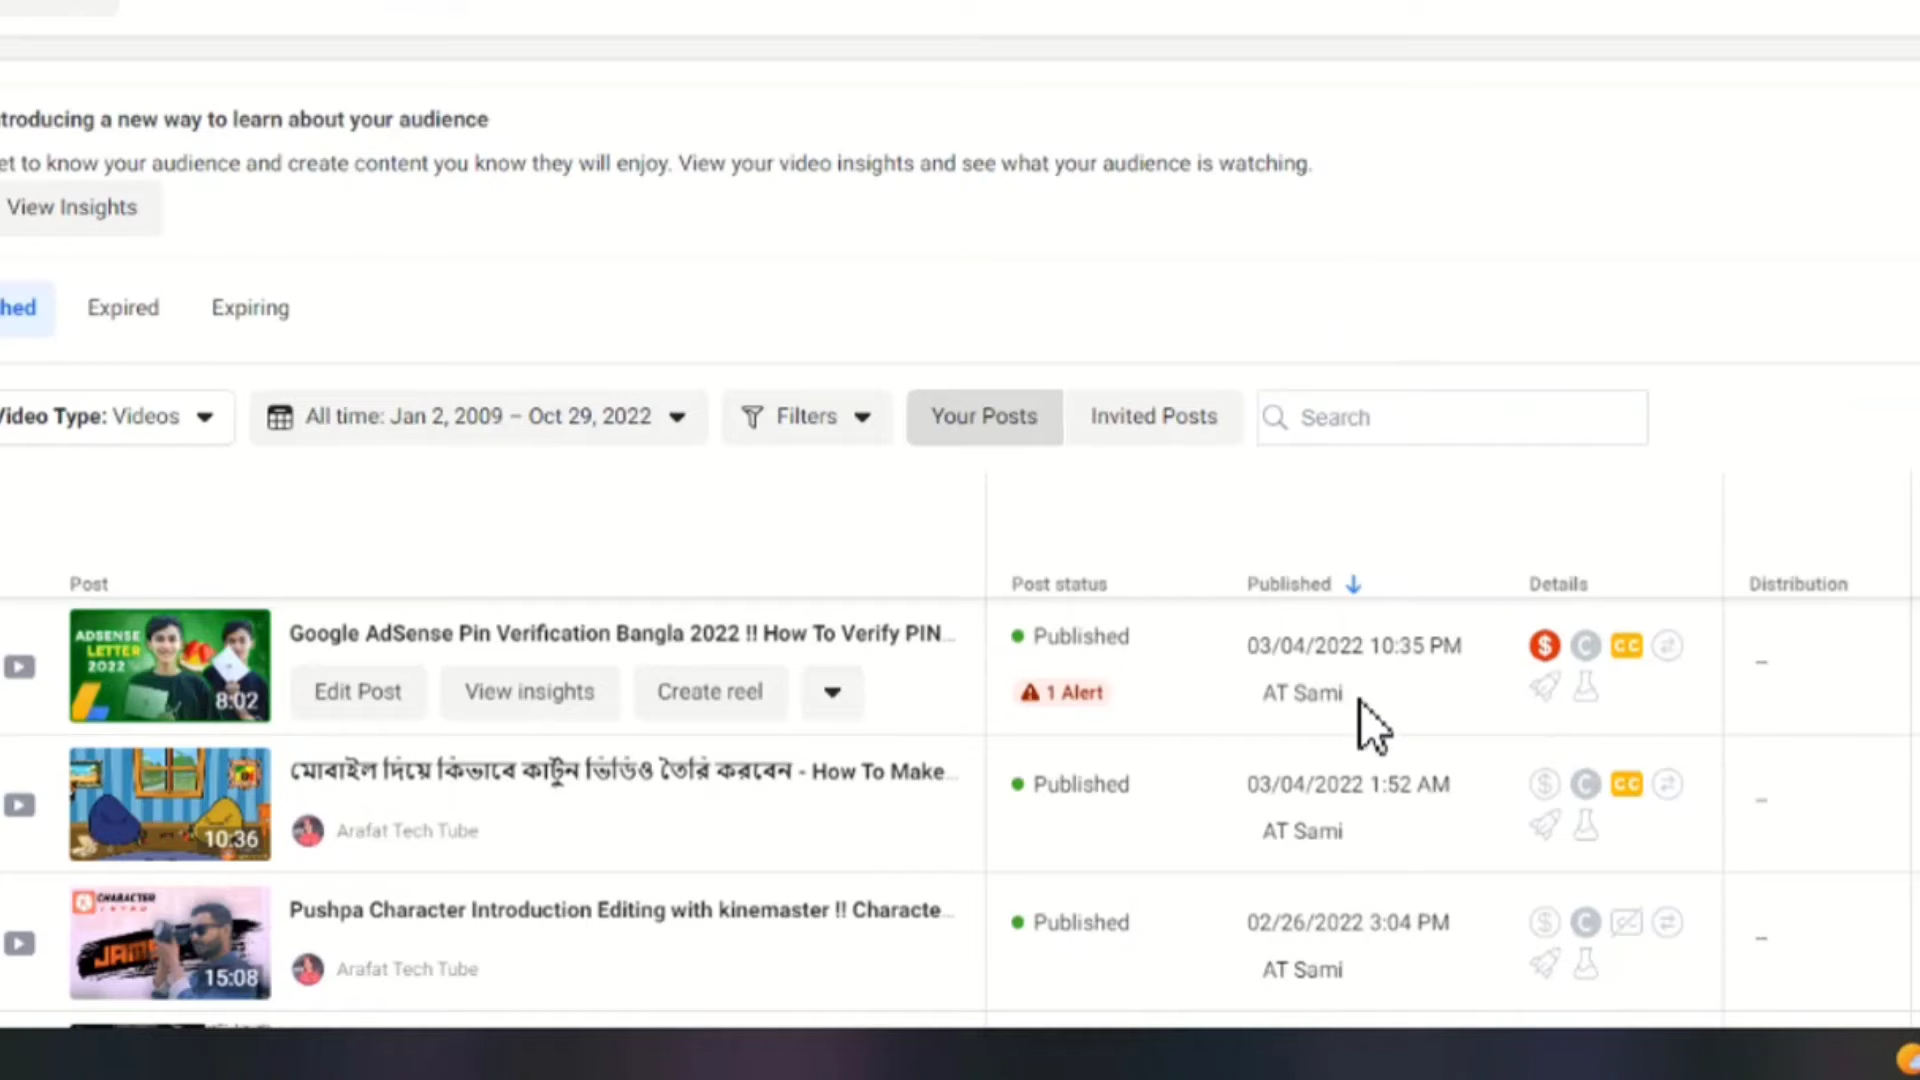 troducing a new way to learn about your audience
et to know your audience and create content you know they will enjoy. View your video insights and see what your audience is watching.
View Insights
hed Expired Expiring
Video Type: Videos All time: Jan 2, 2009 – Oct 29, 2022 Filters Your Posts Invited Posts Search
Post Post status Published Details Distribution
ADSENSE
LETTER
2022
8:02
Google AdSense Pin Verification Bangla 2022 !! How To Verify PIN...
Edit Post View insights Create reel
Published
1 Alert
03/04/2022 10:35 PM
AT Sami
$ C CC
–
10:36
মোবাইল দিয়ে কিভাবে কার্টুন ভিডিও তৈরি করবেন - How To Make...
Arafat Tech Tube
Published
03/04/2022 1:52 AM
AT Sami
$ C CC
–
CHARACTER
15:08
Pushpa Character Introduction Editing with kinemaster !! Characte...
Arafat Tech Tube
Published
02/26/2022 3:04 PM
AT Sami
$ C
–